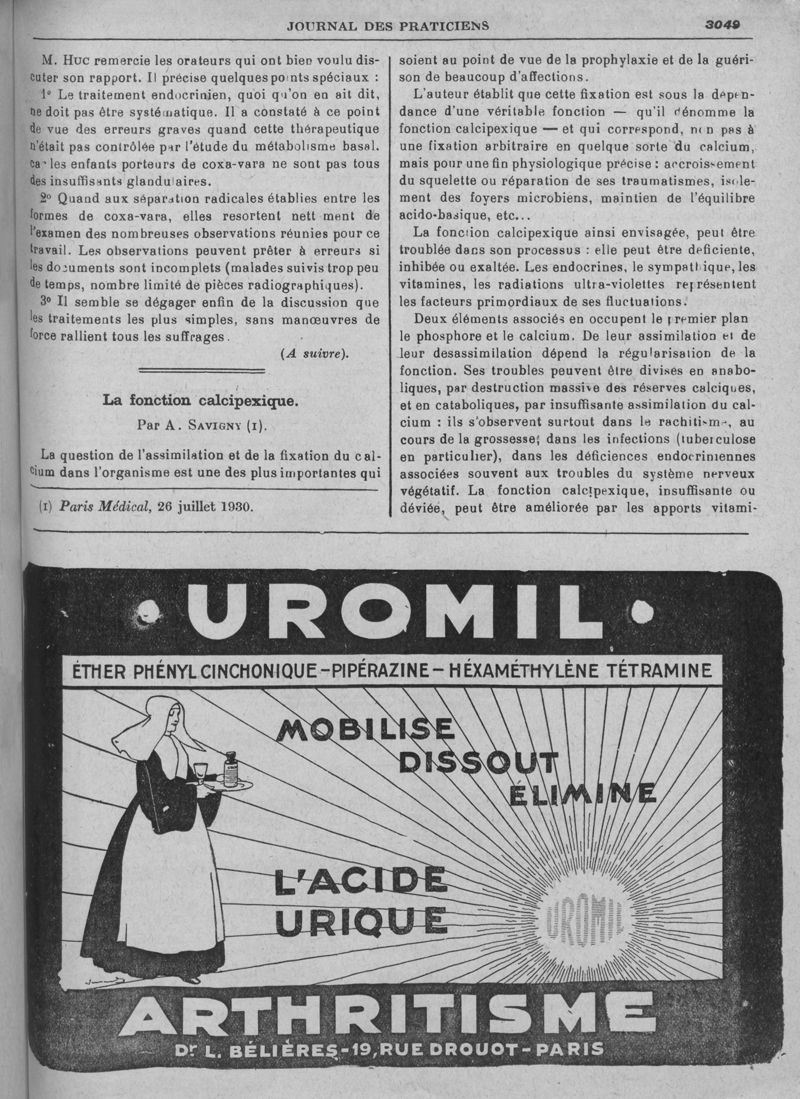 JOURNAL DES PRATICIENS 3049
M. HUC remercie les orateurs qui ont bien voulu dis-
cuter son rapport. Il précise quelques points spéciaux :
1º Le traitement endocrinien, quoi qu'on en ait dit,
ne doit pas être systématique. Il a constaté à ce point
de vue des erreurs graves quand cette thérapeutique
n'était pas contrôlée par l'étude du métabolisme basal.
car les enfants porteurs de coxa-vara ne sont pas tous
des insuffisants glandulaires.
2º Quand aux séparation radicales établies entre les
formes de coxa-vara, elles resortent nettement de
l'examen des nombreuses observations réunies pour ce
travail. Les observations peuvent prêter à erreurs si
les documents sont incomplets (malades suivis trop peu
de temps, nombre limité de pièces radiographiques).
3º Il semble se dégager enfin de la discussion que
les traitements les plus simples, sans manœuvres de
force rallient tous les suffrages.
(A suivre).
La fonction calcipexique.
Par A. SAVIGNY (1).
La question de l'assimilation et de la fixation du cal-
cium dans l'organisme est une des plus importantes qui
(1) Paris Médical, 26 juillet 1930.
soient au point de vue de la prophylaxie et de la guéri-
son de beaucoup d'affections.
L'auteur établit que cette fixation est sous la dépen-
dance d'une véritable fonction — qu'il dénomme la
fonction calcipexique — et qui correspond, non pas à
une fixation arbitraire en quelque sorte du calcium,
mais pour une fin physiologique précise : accroissement
du squelette ou réparation de ses traumatismes, isole-
ment des foyers microbiens, maintien de l'équilibre
acido-basique, etc...
La fonction calcipexique ainsi envisagée, peut être
troublée dans son processus : elle peut être deficiente,
inhibée ou exaltée. Les endocrines, le sympathique, les
vitamines, les radiations ultra-violettes représentent
les facteurs primordiaux de ses fluctuations.
Deux éléments associés en occupent le premier plan
le phosphore et le calcium. De leur assimilation et de
leur desassimilation dépend la régularisation de la
fonction. Ses troubles peuvent être divisés en anabo-
liques, par destruction massive des réserves calciques,
et en cataboliques, par insuffisante assimilation du cal-
cium : ils s'observent surtout dans le rachitisme, au
cours de la grossesse; dans les infections (tuberculose
en particulier), dans les déficiences endocriniennes
associées souvent aux troubles du système nerveux
végétatif. La fonction calcipexique, insuffisante ou
déviée, peut être améliorée par les apports vitami-
• UROMIL •
ÉTHER PHÉNYL CINCHONIQUE - PIPÉRAZINE - HÉXAMÉTHYLÈNE TÉTRAMINE
MOBILISE
DISSOUT
ÉLIMINE
L'ACIDE
URIQUE
UROMIL
ARTHRITISME
Dr L. BÉLIÈRES - 19, RUE DROUOT - PARIS